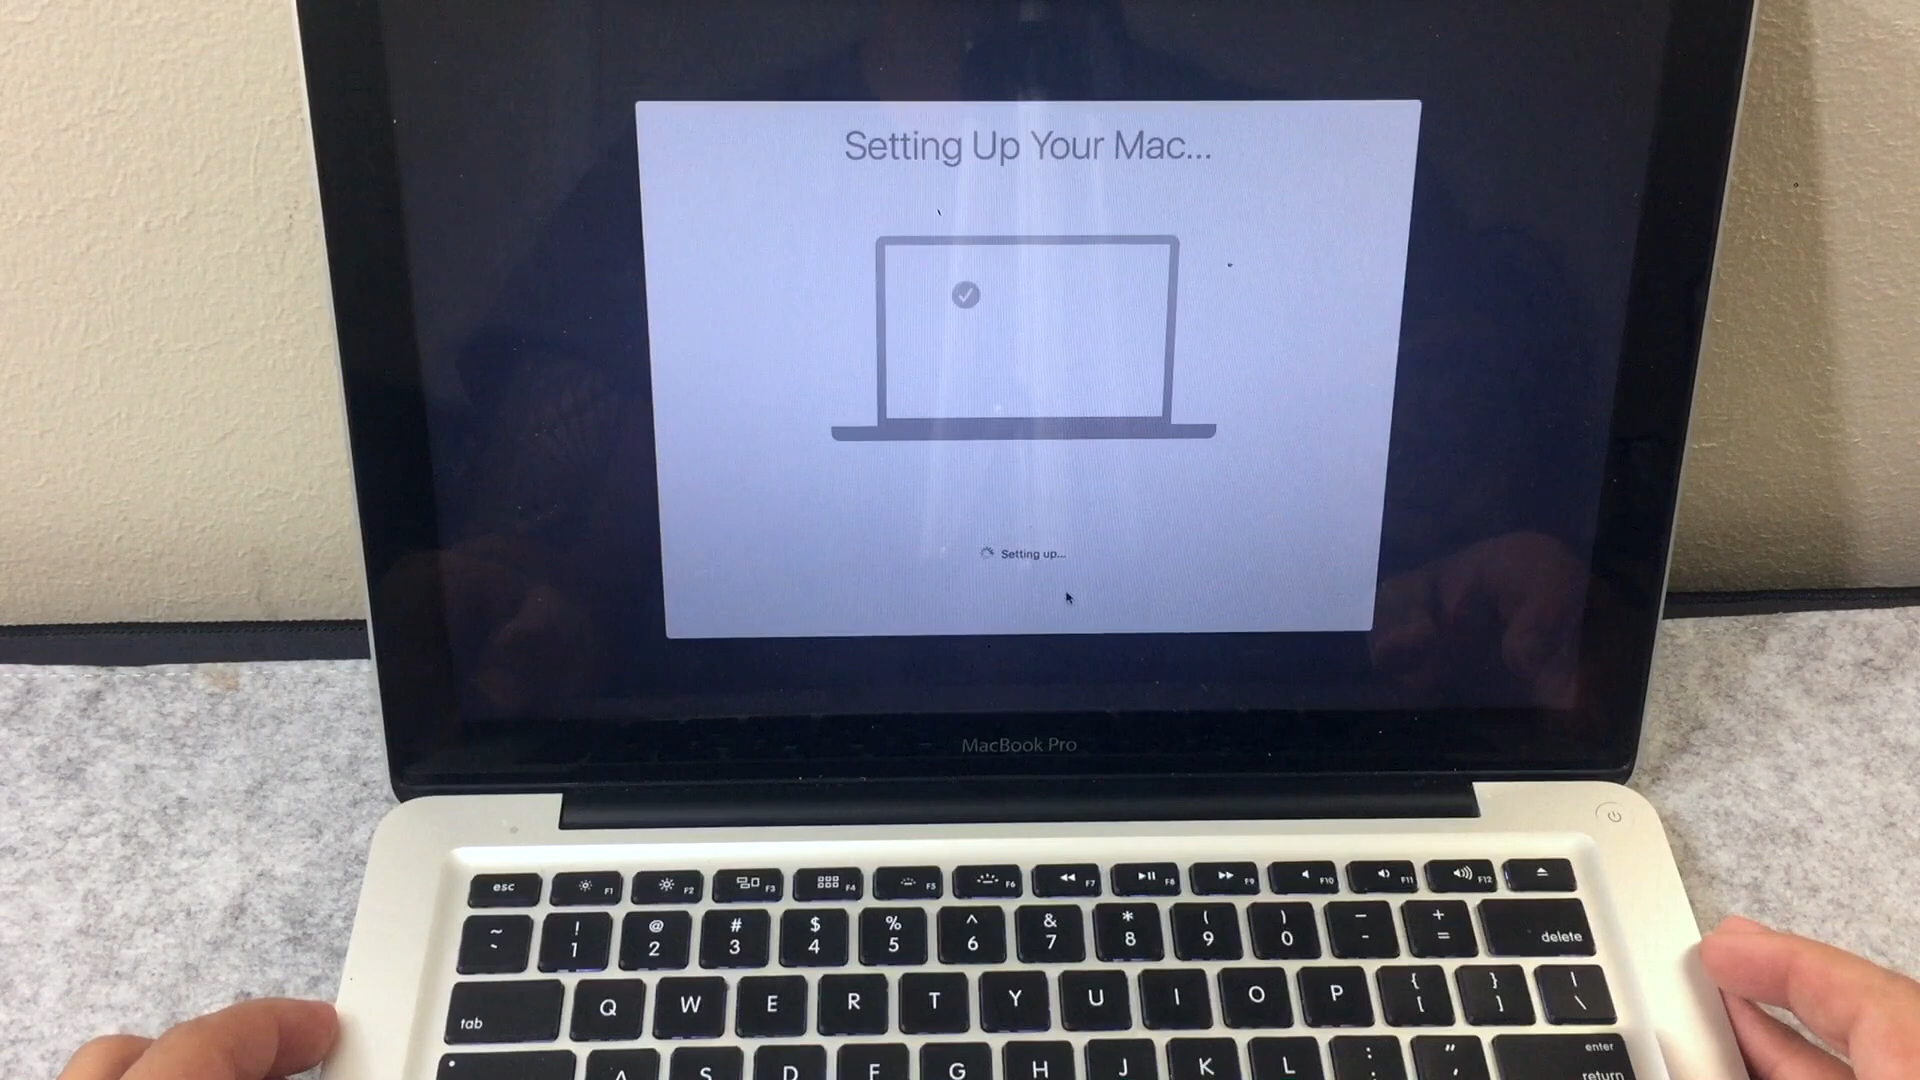 Setting Up Your Mac...
Setting up...
MacBook Pro
esc F1 F2 F3 F4 F5 F6 F7 F8 F9 F10 F11 F12
~ ! @ # $ % ^ & * ( ) – +
` 1 2 3 4 5 6 7 8 9 0 - = delete
tab Q W E R T Y U I O P { [ } ] | \
A S D F G H J K L : ; " ' enter return